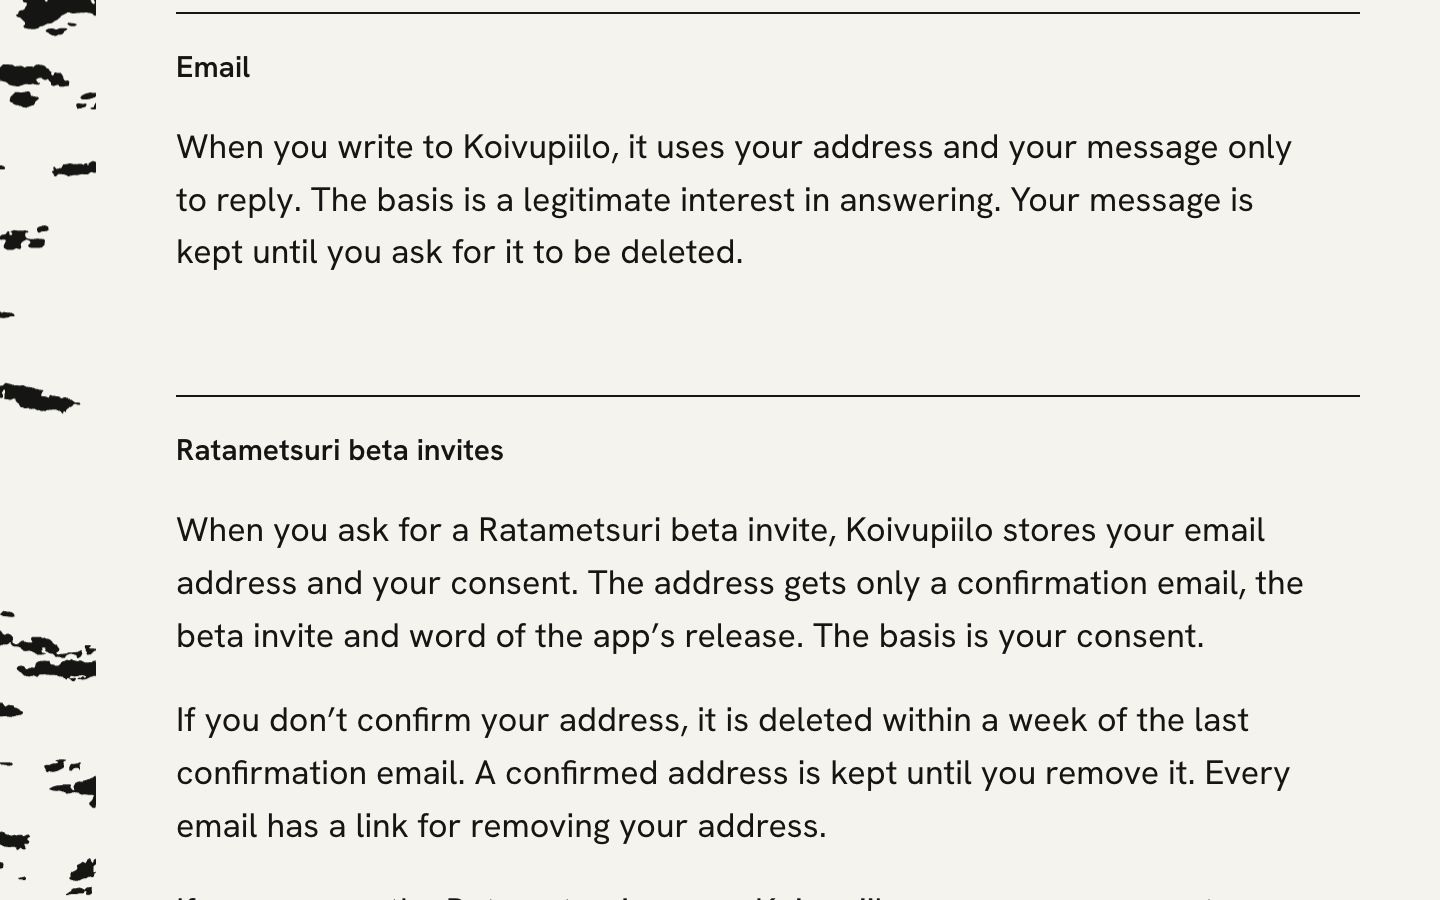 Email
When you write to Koivupiilo, it uses your address and your message only
to reply. The basis is a legitimate interest in answering. Your message is
kept until you ask for it to be deleted.
Ratametsuri beta invites
When you ask for a Ratametsuri beta invite, Koivupiilo stores your email
address and your consent. The address gets only a confirmation email, the
beta invite and word of the app’s release. The basis is your consent.
If you don’t confirm your address, it is deleted within a week of the last
confirmation email. A confirmed address is kept until you remove it. Every
email has a link for removing your address.